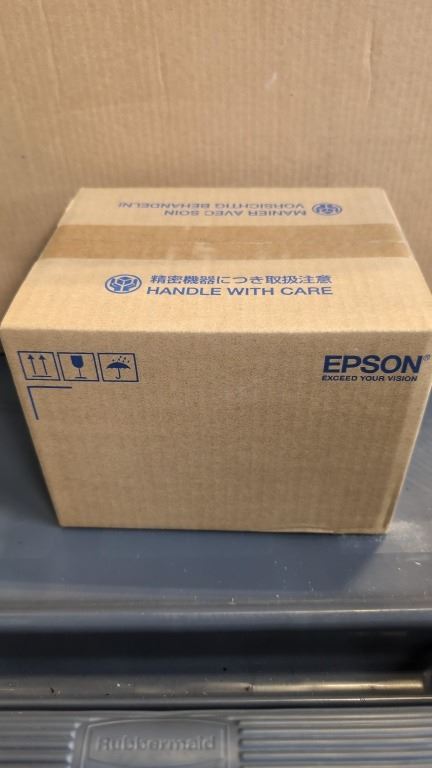 VORSICHTIG BEHANDELN!
MANIER AVEC SOIN
精密機器につき取扱注意
HANDLE WITH CARE
EPSON®
EXCEED YOUR VISION
Rubbermaid